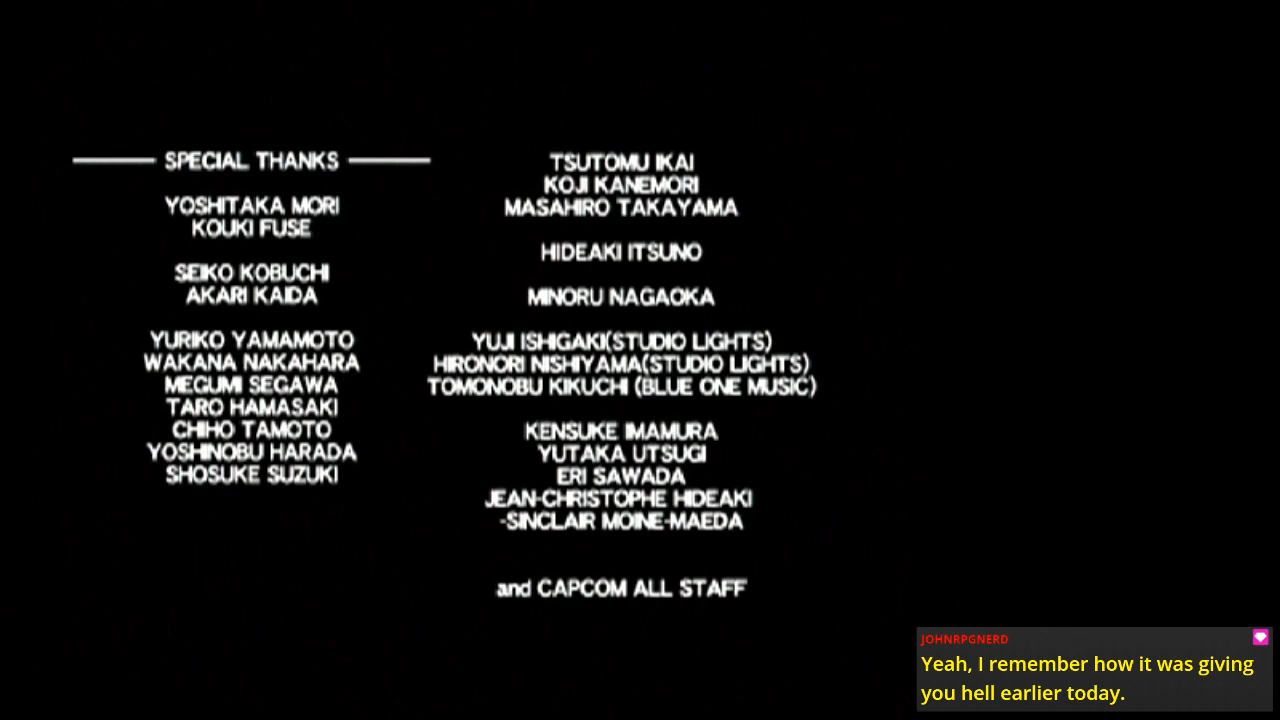 SPECIAL THANKS
YOSHITAKA MORI
KOUKI FUSE
SEIKO KOBUCHI
AKARI KAIDA
YURIKO YAMAMOTO
WAKANA NAKAHARA
MEGUMI SEGAWA
TARO HAMASAKI
CHIHO TAMOTO
YOSHINOBU HARADA
SHOSUKE SUZUKI
TSUTOMU IKAI
KOJI KANEMORI
MASAHIRO TAKAYAMA
HIDEAKI ITSUNO
MINORU NAGAOKA
YUJI ISHIGAKI(STUDIO LIGHTS)
HIRONORI NISHIYAMA(STUDIO LIGHTS)
TOMONOBU KIKUCHI (BLUE ONE MUSIC)
KENSUKE IMAMURA
YUTAKA UTSUGI
ERI SAWADA
JEAN-CHRISTOPHE HIDEAKI
-SINCLAIR MOINE-MAEDA
and CAPCOM ALL STAFF
JOHNRPGNERD
Yeah, I remember how it was giving
you hell earlier today.